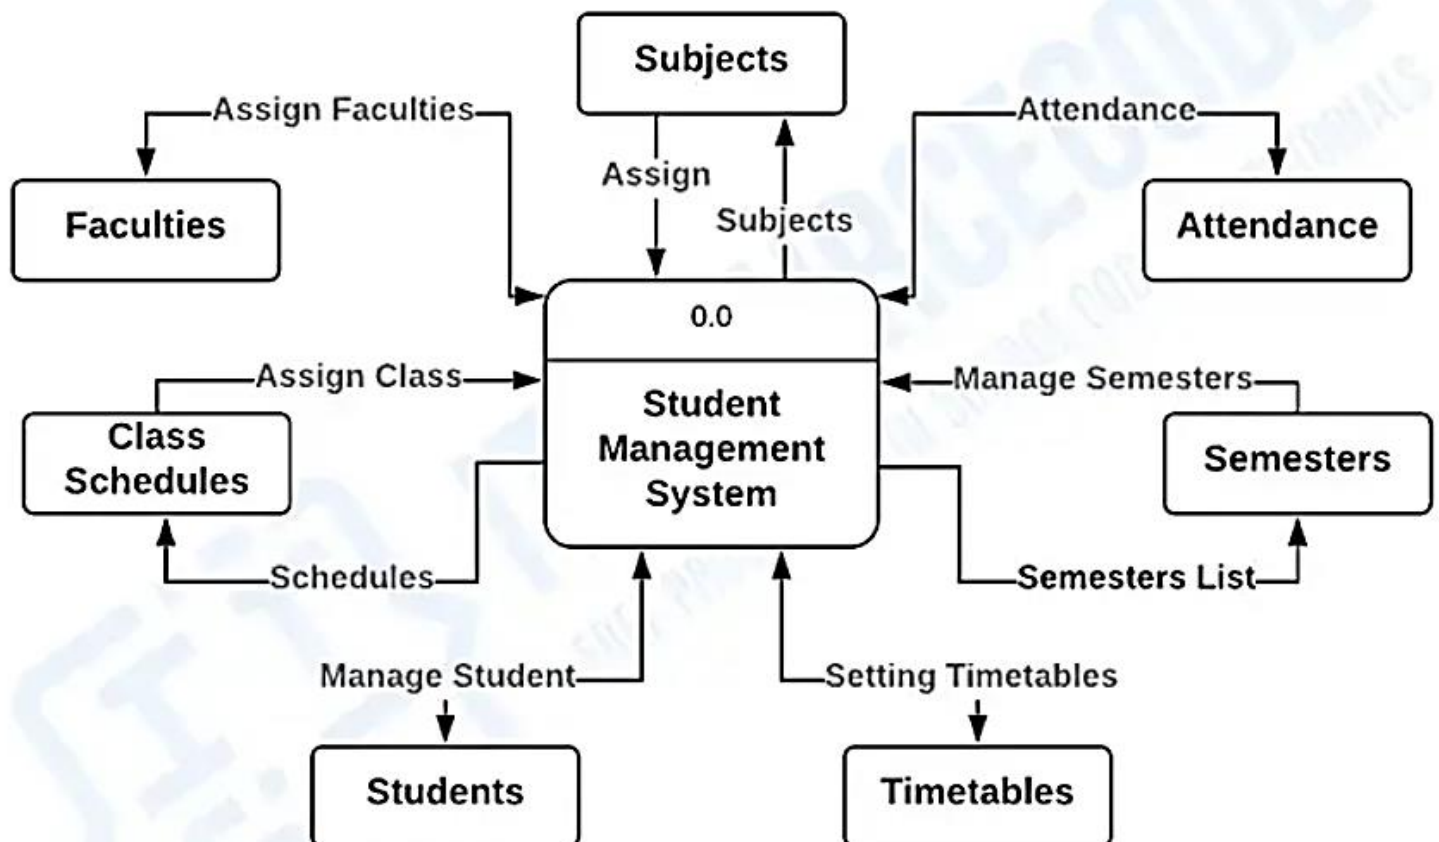 Subjects
Assign Faculties
Attendance
Assign
Faculties
Subjects
Attendance
0.0
Assign Class
Manage Semesters
Student
Management
System
Class
Schedules
Semesters
Schedules
Semesters List
Manage Student
Setting Timetables
Students
Timetables